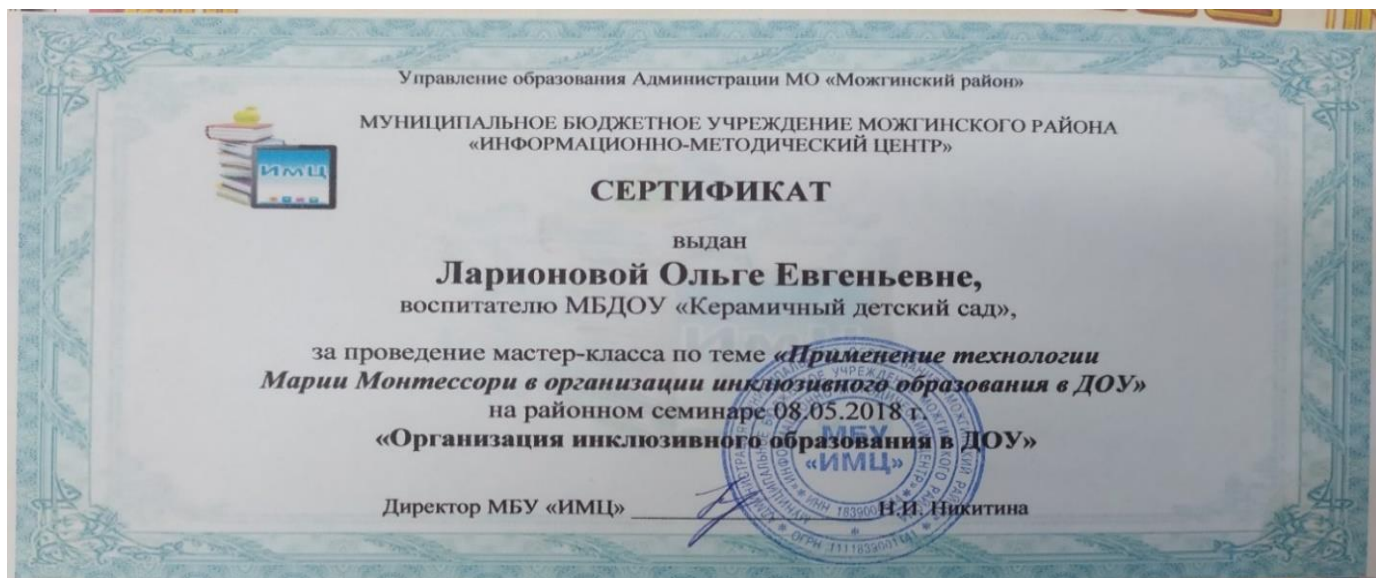 Управление образования Администрации МО «Можгинский район»
МУНИЦИПАЛЬНОЕ БЮДЖЕТНОЕ УЧРЕЖДЕНИЕ МОЖГИНСКОГО РАЙОНА
«ИНФОРМАЦИОННО-МЕТОДИЧЕСКИЙ ЦЕНТР»
ИМЦ
СЕРТИФИКАТ
выдан
Ларионовой Ольге Евгеньевне,
воспитателю МБДОУ «Керамичный детский сад»,
за проведение мастер-класса по теме «Применение технологии
Марии Монтессори в организации инклюзивного образования в ДОУ»
на районном семинаре 08.05.2018 г.
«Организация инклюзивного образования в ДОУ»
МБУ
«ИМЦ»
Директор МБУ «ИМЦ» Н.И. Никитина